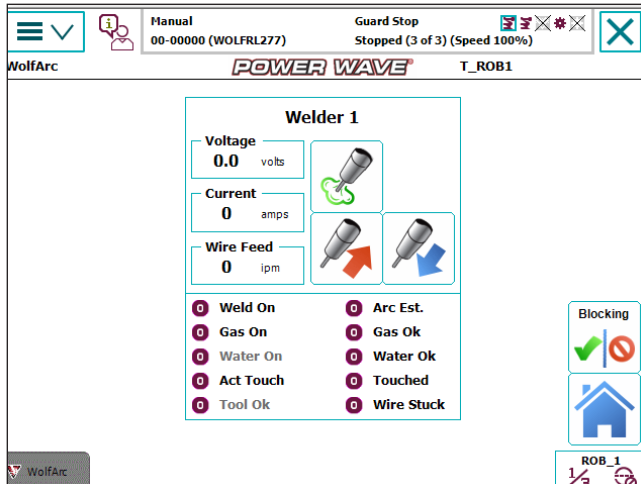 Manual
Guard Stop
00-00000 (WOLFRL277)
Stopped (3 of 3) (Speed 100%)
WolfArc
POWER WAVE®
T_ROB1
Welder 1
Voltage
0.0 volts
Current
0 amps
Wire Feed
0 ipm
0 Weld On
0 Arc Est.
0 Gas On
0 Gas Ok
0 Water On
0 Water Ok
0 Act Touch
0 Touched
0 Tool Ok
0 Wire Stuck
Blocking
WolfArc
ROB_1
1/3